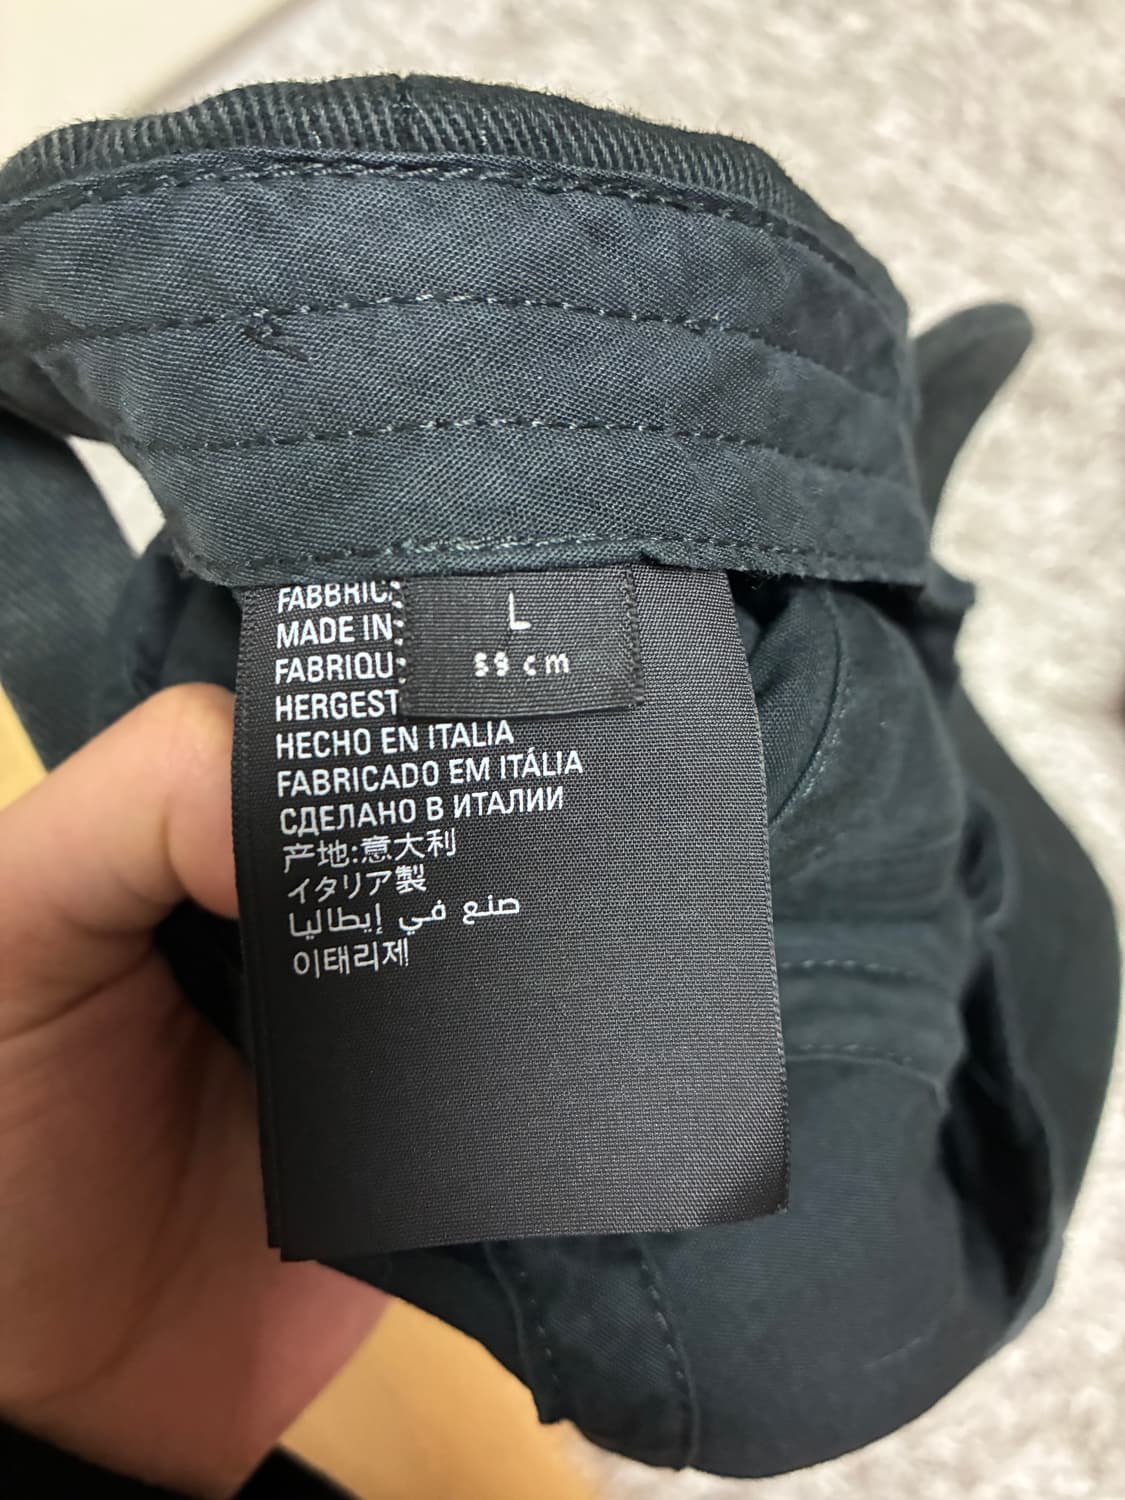 L
59 cm
FABBRIC
MADE IN
FABRIQU
HERGEST
HECHO EN ITALIA
FABRICADO EM ITÁLIA
СДЕЛАНО В ИТАЛИИ
产地:意大利
イタリア製
صنع في إيطاليا
이태리제